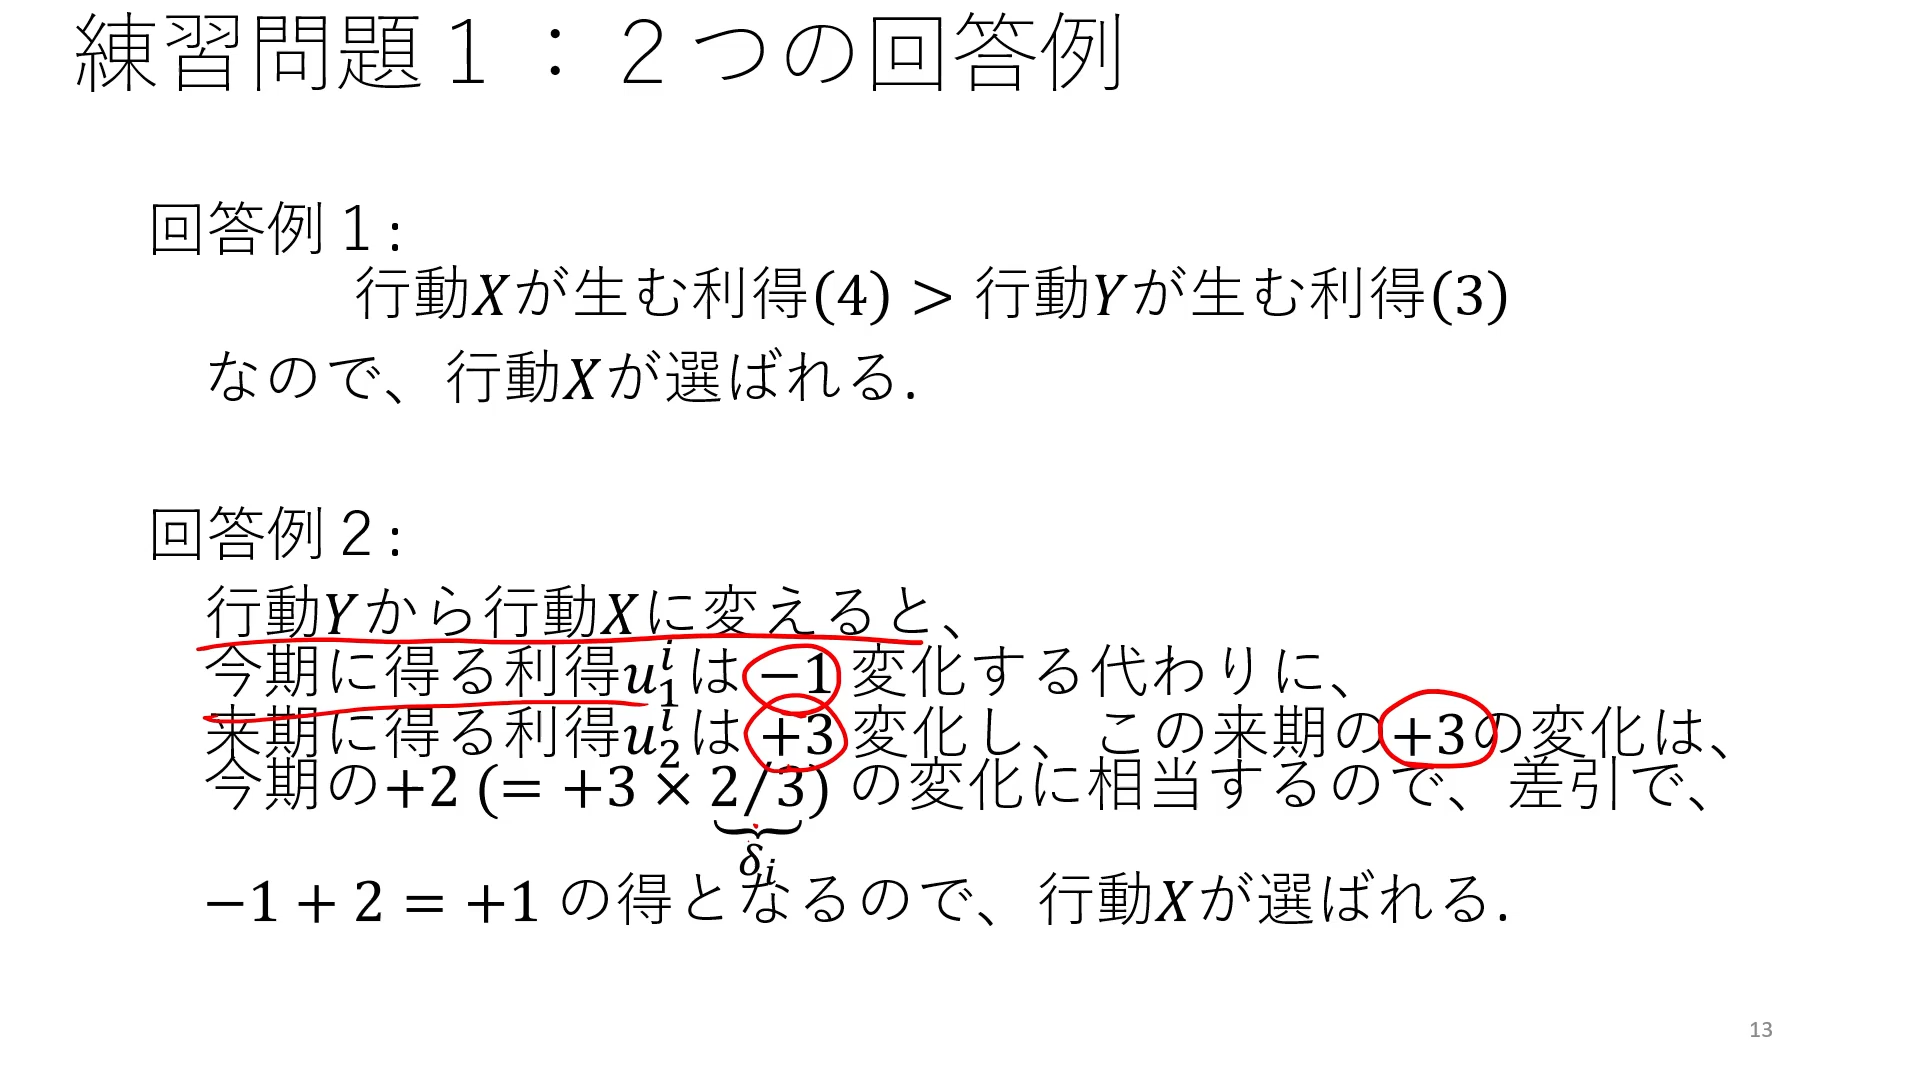 練習問題１：２つの回答例
回答例１:
行動Xが生む利得(4) > 行動Yが生む利得(3)
なので、行動Xが選ばれる.
回答例２:
行動Yから行動Xに変えると、
今期に得る利得u₁ⁱは −1 変化する代わりに、
来期に得る利得u₂ⁱは +3 変化し、この来期の+3の変化は、
今期の+2 (= +3 × 2/3) の変化に相当するので、差引で、
δᵢ
−1 + 2 = +1 の得となるので、行動Xが選ばれる.
13